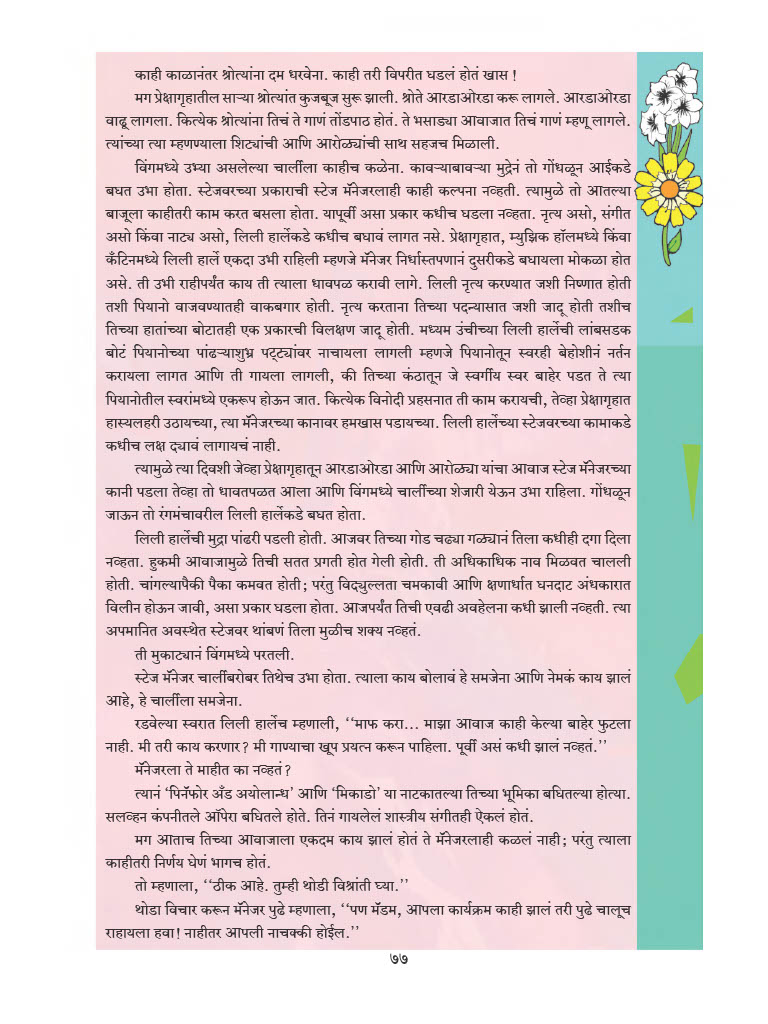 काही काळानंतर श्रोत्यांना दम धरवेना. काही तरी विपरीत घडलं होतं खास !
मग प्रेक्षागृहातील साऱ्या श्रोत्यांत कुजबूज सुरू झाली. श्रोते आरडाओरडा करू लागले. आरडाओरडा
वाढू लागला. कित्येक श्रोत्यांना तिचं ते गाणं तोंडपाठ होतं. ते भसाड्या आवाजात तिचं गाणं म्हणू लागले.
त्यांच्या त्या म्हणण्याला शिट्यांची आणि आरोळ्यांची साथ सहजच मिळाली.
विंगमध्ये उभ्या असलेल्या चार्लीला काहीच कळेना. कावऱ्याबावऱ्या मुद्रेनं तो गोंधळून आईकडे
बघत उभा होता. स्टेजवरच्या प्रकाराची स्टेज मॅनेजरलाही काही कल्पना नव्हती. त्यामुळे तो आतल्या
बाजूला काहीतरी काम करत बसला होता. यापूर्वी असा प्रकार कधीच घडला नव्हता. नृत्य असो, संगीत
असो किंवा नाट्य असो, लिली हार्लेकडे कधीच बघावं लागत नसे. प्रेक्षागृहात, म्युझिक हॉलमध्ये किंवा
कँटिनमध्ये लिली हार्ले एकदा उभी राहिली म्हणजे मॅनेजर निर्धास्तपणानं दुसरीकडे बघायला मोकळा होत
असे. ती उभी राहीपर्यंत काय ती त्याला धावपळ करावी लागे. लिली नृत्य करण्यात जशी निष्णात होती
तशी पियानो वाजवण्यातही वाकबगार होती. नृत्य करताना तिच्या पदन्यासात जशी जादू होती तशीच
तिच्या हातांच्या बोटातही एक प्रकारची विलक्षण जादू होती. मध्यम उंचीच्या लिली हार्लेची लांबसडक
बोटं पियानोच्या पांढऱ्याशुभ्र पट्ट्यांवर नाचायला लागली म्हणजे पियानोतून स्वरही बेहोशीनं नर्तन
करायला लागत आणि ती गायला लागली, की तिच्या कंठातून जे स्वर्गीय स्वर बाहेर पडत ते त्या
पियानोतील स्वरांमध्ये एकरूप होऊन जात. कित्येक विनोदी प्रहसनात ती काम करायची, तेव्हा प्रेक्षागृहात
हास्यलहरी उठायच्या, त्या मॅनेजरच्या कानावर हमखास पडायच्या. लिली हार्लेच्या स्टेजवरच्या कामाकडे
कधीच लक्ष द्यावं लागायचं नाही.
त्यामुळे त्या दिवशी जेव्हा प्रेक्षागृहातून आरडाओरडा आणि आरोळ्या यांचा आवाज स्टेज मॅनेजरच्या
कानी पडला तेव्हा तो धावतपळत आला आणि विंगमध्ये चार्लीच्या शेजारी येऊन उभा राहिला. गोंधळून
जाऊन तो रंगमंचावरील लिली हार्लेकडे बघत होता.
लिली हार्लेची मुद्रा पांढरी पडली होती. आजवर तिच्या गोड चढ्या गळ्यानं तिला कधीही दगा दिला
नव्हता. हुकमी आवाजामुळे तिची सतत प्रगती होत गेली होती. ती अधिकाधिक नाव मिळवत चालली
होती. चांगल्यापैकी पैका कमवत होती; परंतु विद्युल्लता चमकावी आणि क्षणार्धात घनदाट अंधकारात
विलीन होऊन जावी, असा प्रकार घडला होता. आजपर्यंत तिची एवढी अवहेलना कधी झाली नव्हती. त्या
अपमानित अवस्थेत स्टेजवर थांबणं तिला मुळीच शक्य नव्हतं.
ती मुकाट्यानं विंगमध्ये परतली.
स्टेज मॅनेजर चार्लीबरोबर तिथेच उभा होता. त्याला काय बोलावं हे समजेना आणि नेमकं काय झालं
आहे, हे चार्लीला समजेना.
रडवेल्या स्वरात लिली हार्लेच म्हणाली, ‘‘माफ करा... माझा आवाज काही केल्या बाहेर फुटला
नाही. मी तरी काय करणार? मी गाण्याचा खूप प्रयत्न करून पाहिला. पूर्वी असं कधी झालं नव्हतं.’’
मॅनेजरला ते माहीत का नव्हतं?
त्यानं ‘पिनॅफोर अँड अयोलान्थ’ आणि ‘मिकाडो’ या नाटकातल्या तिच्या भूमिका बघितल्या होत्या.
सलव्हन कंपनीतले ऑपेरा बघितले होते. तिनं गायलेलं शास्त्रीय संगीतही ऐकलं होतं.
मग आताच तिच्या आवाजाला एकदम काय झालं होतं ते मॅनेजरलाही कळलं नाही; परंतु त्याला
काहीतरी निर्णय घेणं भागच होतं.
तो म्हणाला, ‘‘ठीक आहे. तुम्ही थोडी विश्रांती घ्या.’’
थोडा विचार करून मॅनेजर पुढे म्हणाला, ‘‘पण मॅडम, आपला कार्यक्रम काही झालं तरी पुढे चालूच
राहायला हवा! नाहीतर आपली नाचक्की होईल.’’
७७